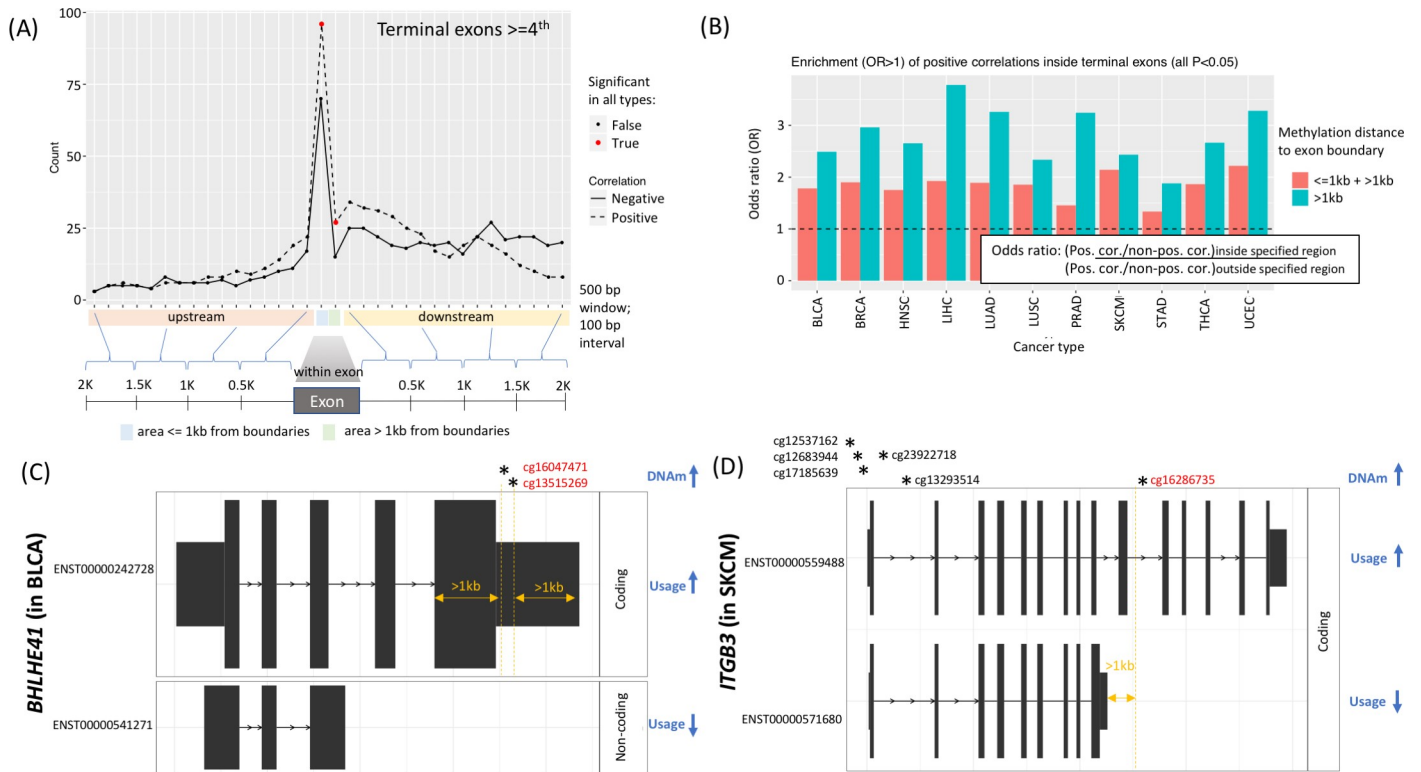 (A)
Terminal exons >=4th
100
75
50
25
0
Count
Significant
in all types:
False
True
Correlation
Negative
Positive
upstream
downstream
500 bp
window;
100 bp
interval
within exon
2K
1.5K
1K
0.5K
0.5K
1K
1.5K
2K
Exon
area <= 1kb from boundaries
area > 1kb from boundaries
(B)
Enrichment (OR>1) of positive correlations inside terminal exons (all P<0.05)
3
2
1
0
Odds ratio (OR)
Odds ratio: (Pos. cor./non-pos. cor.)inside specified region
(Pos. cor./non-pos. cor.)outside specified region
BLCA
BRCA
HNSC
LIHC
LUAD
LUSC
PRAD
SKCM
STAD
THCA
UCEC
Cancer type
Methylation distance
to exon boundary
<=1kb + >1kb
>1kb
(C)
* cg16047471
* cg13515269
DNAm
BHLHE41 (in BLCA)
ENST00000242728
>1kb
>1kb
Coding
Usage
ENST00000541271
Non-coding
Usage
(D)
cg12537162 *
cg12683944 *
* cg23922718
cg17185639 *
* cg13293514
* cg16286735
DNAm
ITGB3 (in SKCM)
ENST00000559488
Usage
Coding
>1kb
ENST00000571680
Usage